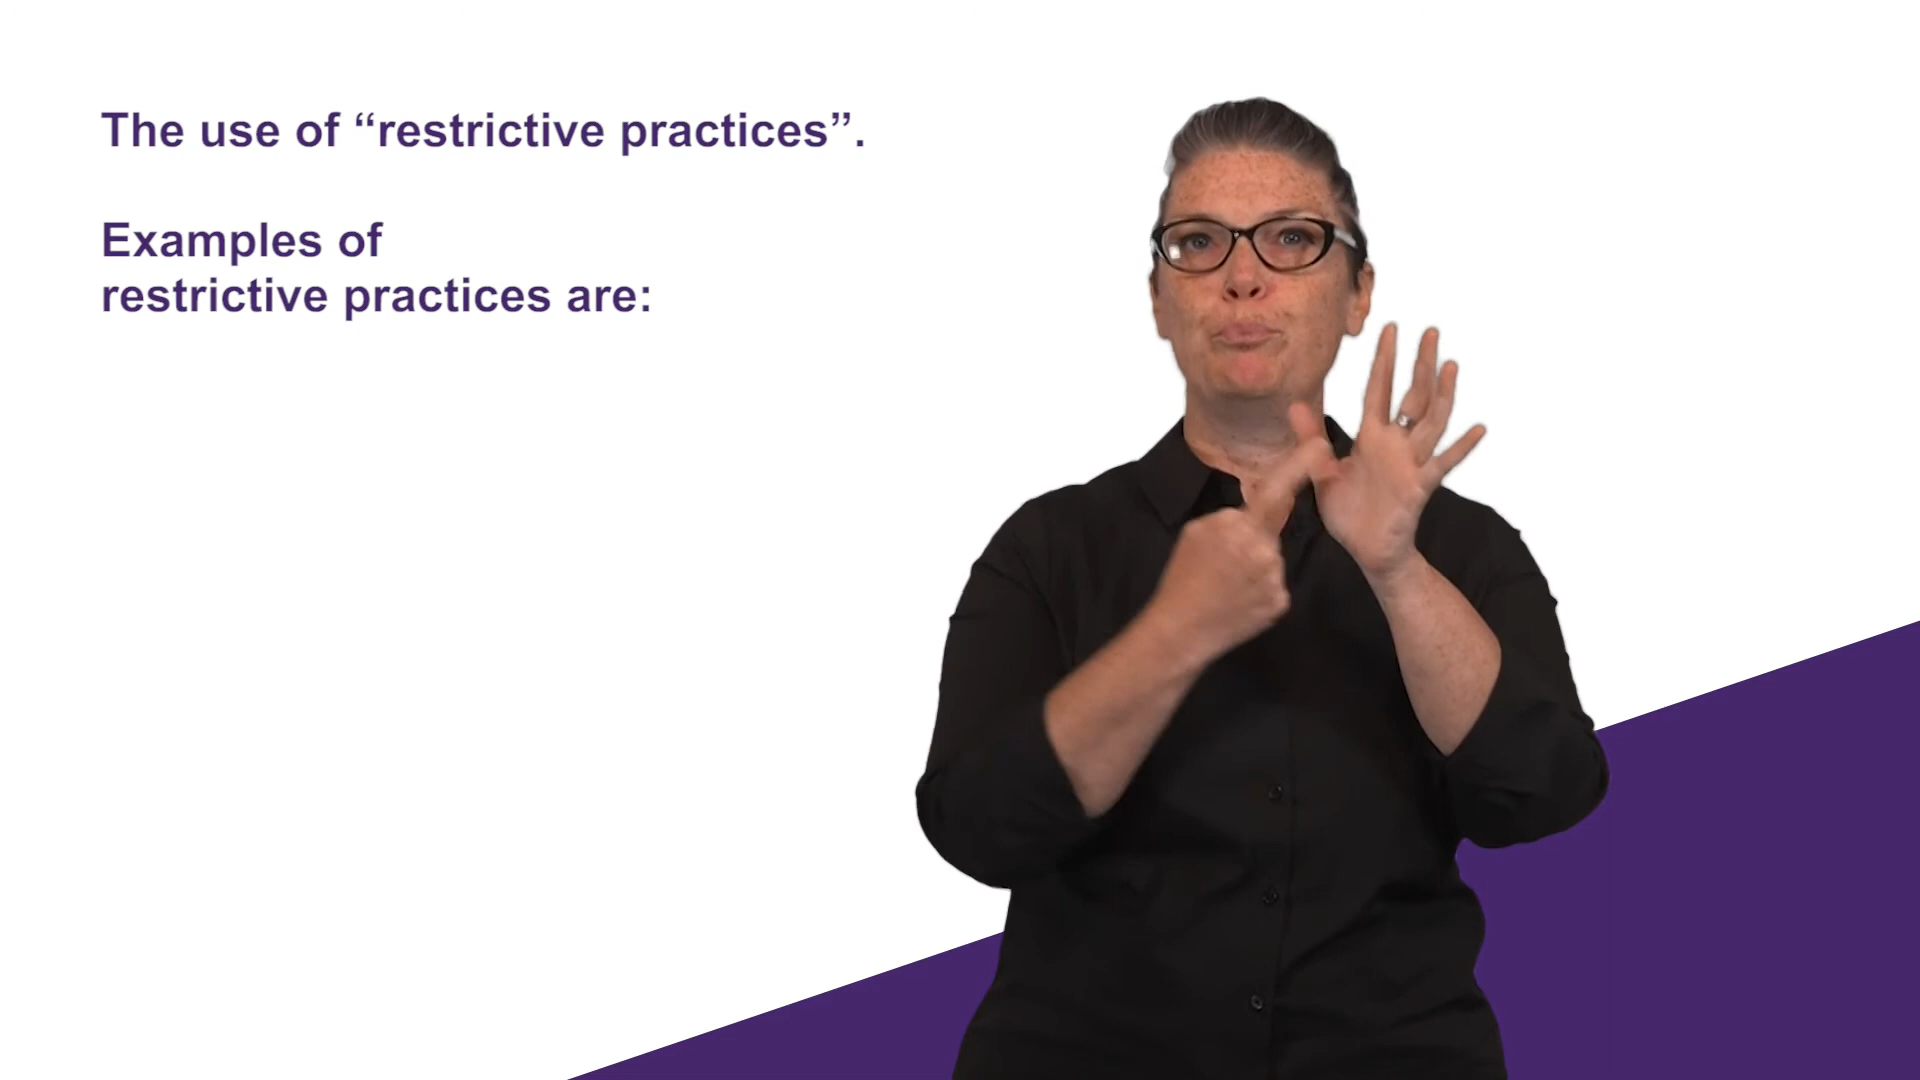 The use of “restrictive practices”.
Examples of
restrictive practices are: